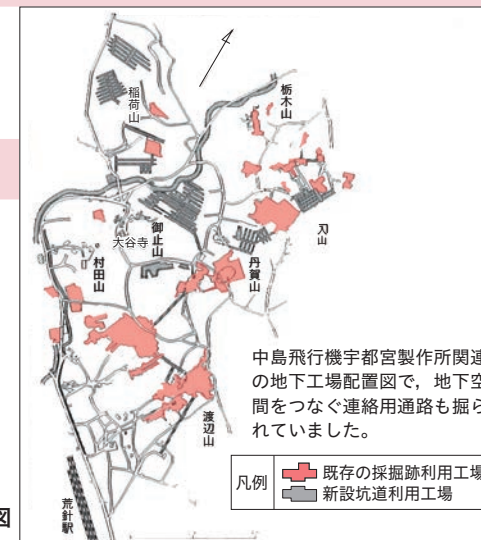 稲荷山
栃木山
刀山
御止山
大谷寺
丹賀山
村田山
渡辺山
荒針駅
中島飛行機宇都宮製作所関連
の地下工場配置図で，地下空
間をつなぐ連絡用通路も掘ら
れていました。
凡例
既存の採掘跡利用工場
新設坑道利用工場
図